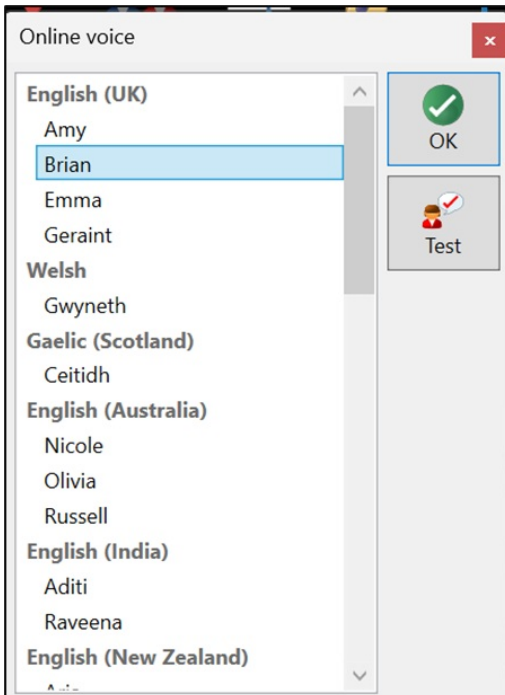 Online voice
English (UK)
Amy
Brian
Emma
Geraint
Welsh
Gwyneth
Gaelic (Scotland)
Ceitidh
English (Australia)
Nicole
Olivia
Russell
English (India)
Aditi
Raveena
English (New Zealand)
OK
Test